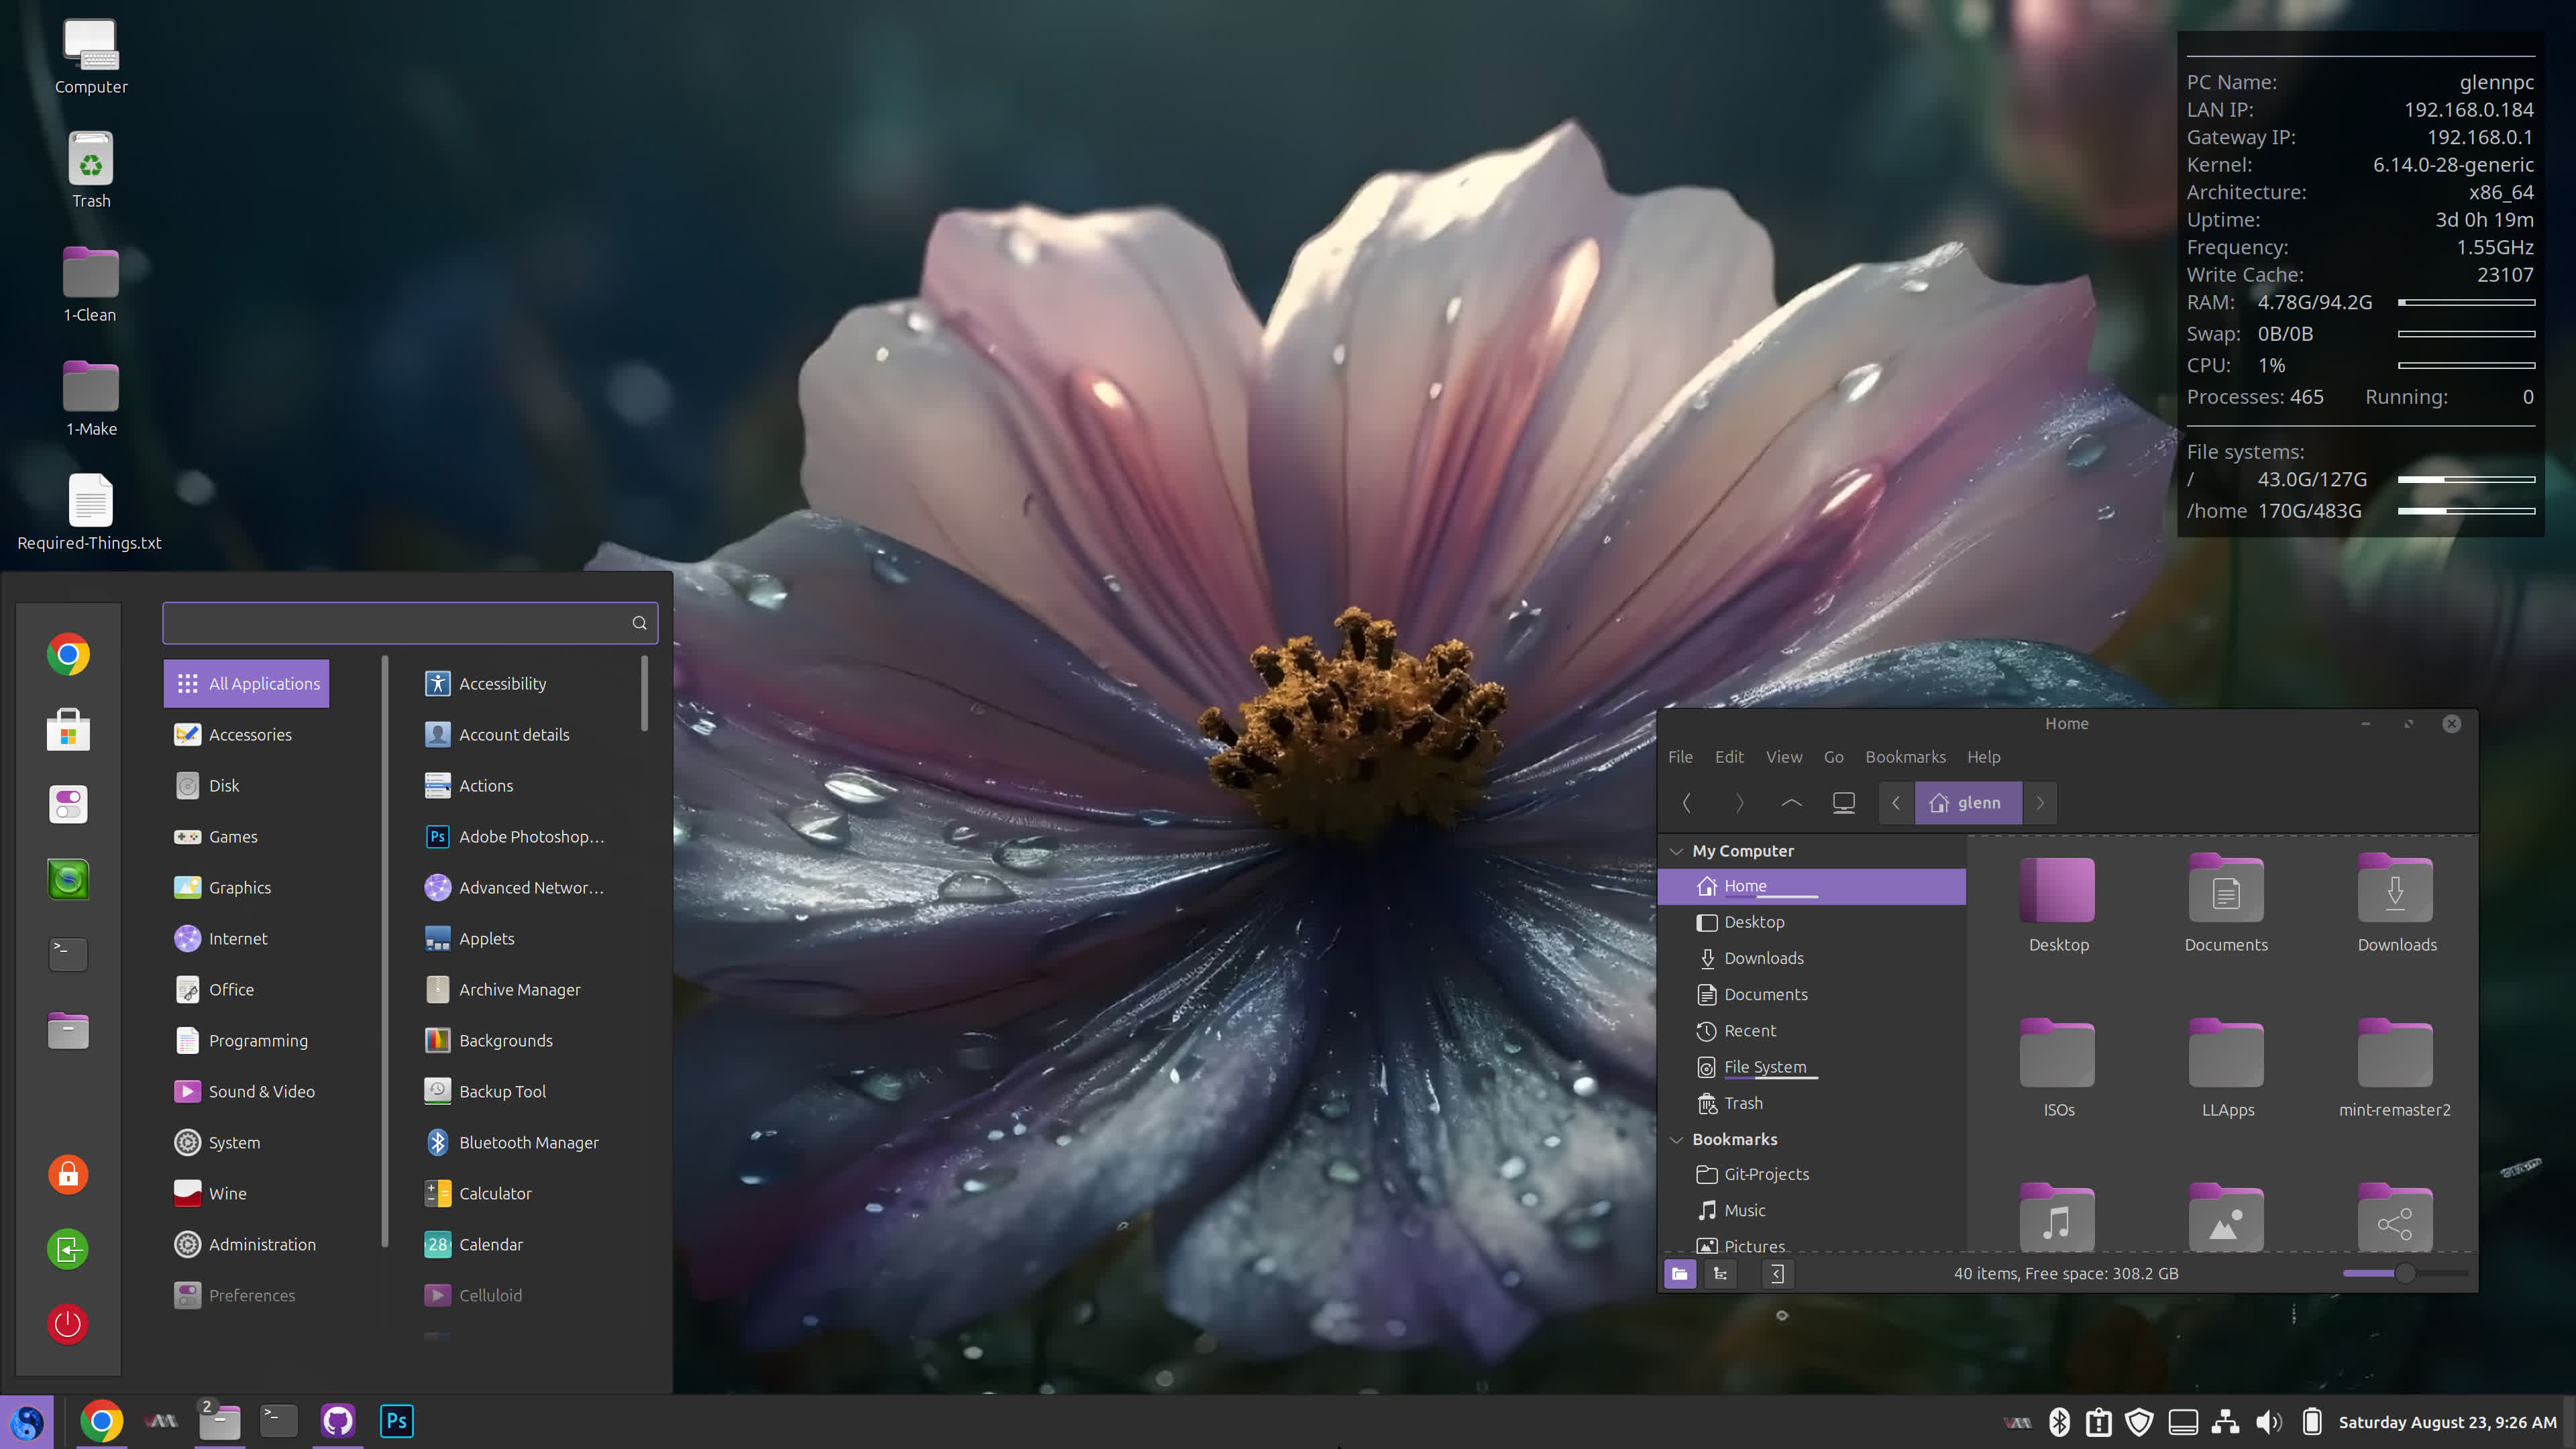 Computer
Trash
1-Clean
1-Make
Required-Things.txt
PC Name: glennpc
LAN IP: 192.168.0.184
Gateway IP: 192.168.0.1
Kernel: 6.14.0-28-generic
Architecture: x86_64
Uptime: 3d 0h 19m
Frequency: 1.55GHz
Write Cache: 23107
RAM: 4.78G/94.2G
Swap: 0B/0B
CPU: 1%
Processes: 465 Running: 0
File systems:
/ 43.0G/127G
/home 170G/483G
All Applications
Accessories
Disk
Games
Graphics
Internet
Office
Programming
Sound & Video
System
Wine
Administration
Preferences
Accessibility
Account details
Actions
Ps Adobe Photoshop...
Advanced Networ...
Applets
Archive Manager
Backgrounds
Backup Tool
Bluetooth Manager
Calculator
28 Calendar
Celluloid
Home
File Edit View Go Bookmarks Help
glenn
My Computer
Home
Desktop
Downloads
Documents
Recent
File System
Trash
Bookmarks
Git-Projects
Music
Pictures
Desktop
Documents
Downloads
ISOs
LLApps
mint-remaster2
40 items, Free space: 308.2 GB
2
Ps
Saturday August 23, 9:26 AM